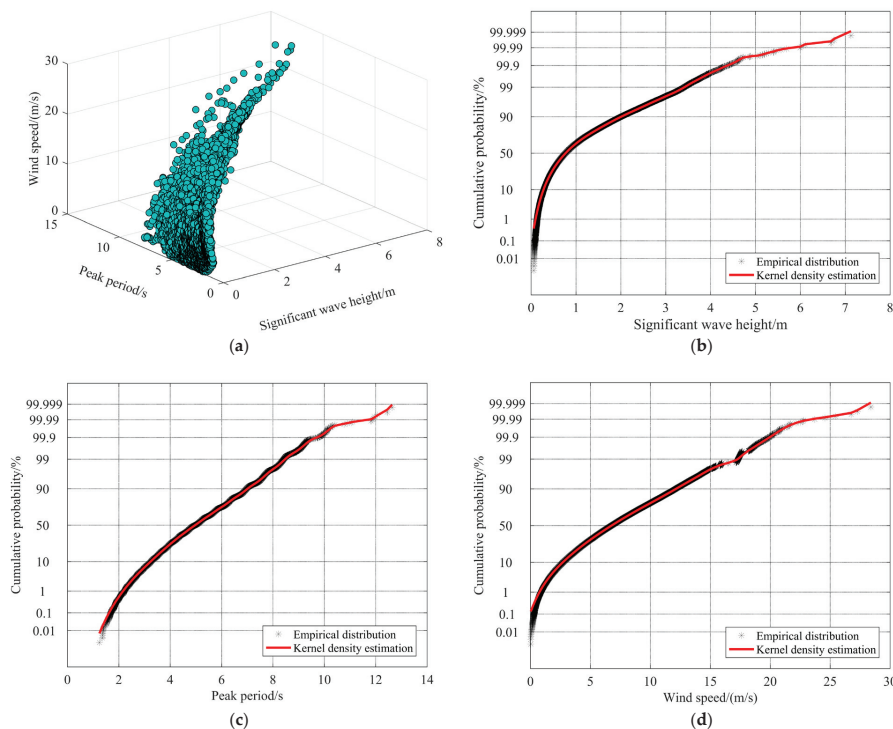 30
20
10
0
Wind speed/(m/s)
15
10
5
0
Peak period/s
0
2
4
6
8
Significant wave height/m
(a)
99.999
99.99
99.9
99
90
50
10
1
0.1
0.01
Cumulative probability/%
Empirical distribution
Kernel density estimation
0 1 2 3 4 5 6 7 8
Significant wave height/m
(b)
99.999
99.99
99.9
99
90
50
10
1
0.1
0.01
Cumulative probability/%
Empirical distribution
Kernel density estimation
0 2 4 6 8 10 12 14
Peak period/s
(c)
99.999
99.99
99.9
99
90
50
10
1
0.1
0.01
Cumulative probability/%
Empirical distribution
Kernel density estimation
0 5 10 15 20 25 30
Wind speed/(m/s)
(d)